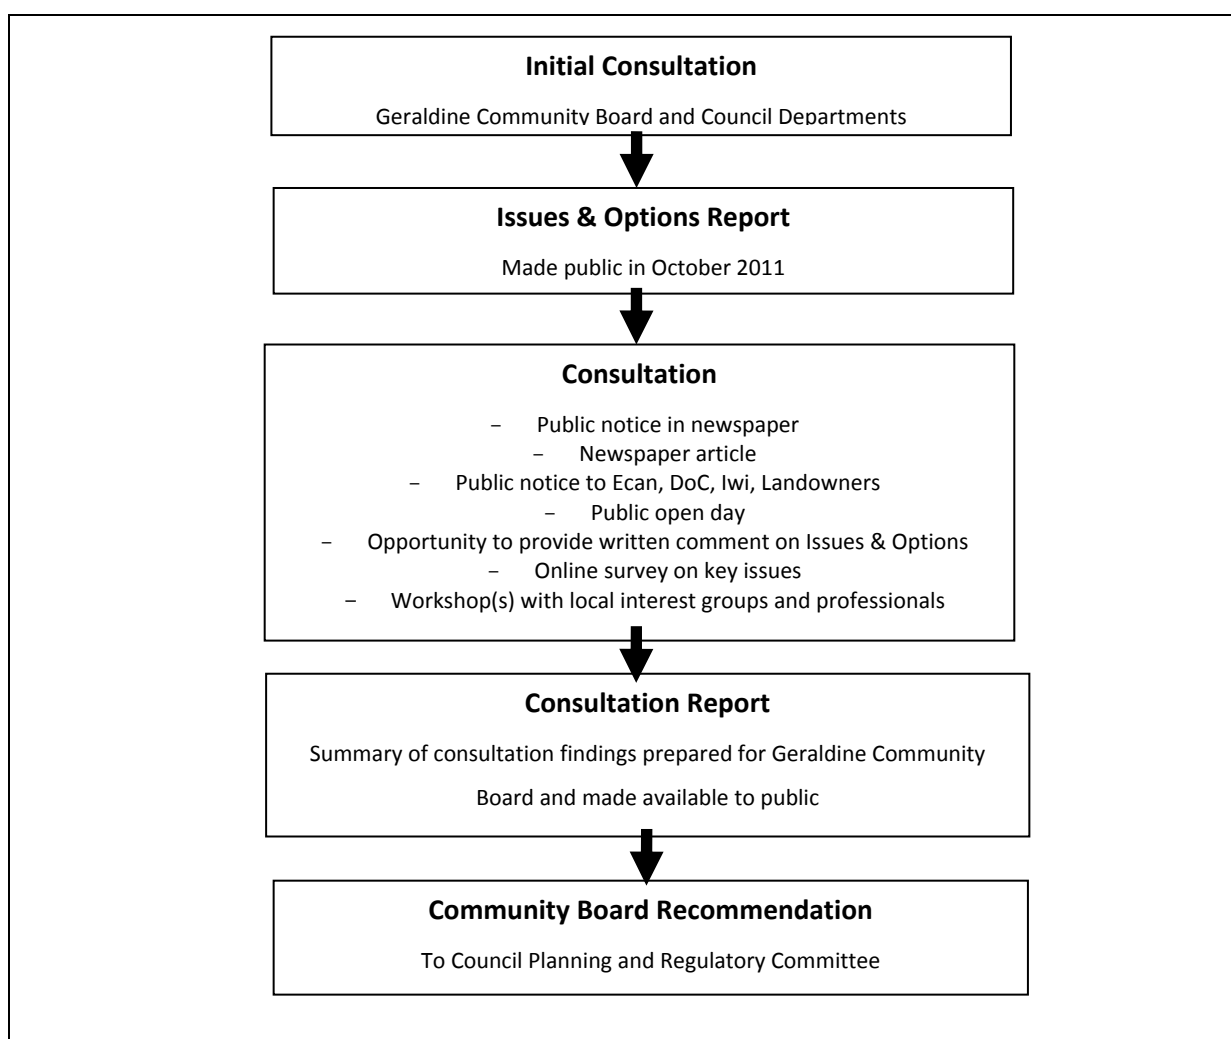 Initial Consultation
Geraldine Community Board and Council Departments
Issues & Options Report
Made public in October 2011
Consultation
- Public notice in newspaper
- Newspaper article
- Public notice to Ecan, DoC, Iwi, Landowners
- Public open day
- Opportunity to provide written comment on Issues & Options
- Online survey on key issues
- Workshop(s) with local interest groups and professionals
Consultation Report
Summary of consultation findings prepared for Geraldine Community
Board and made available to public
Community Board Recommendation
To Council Planning and Regulatory Committee